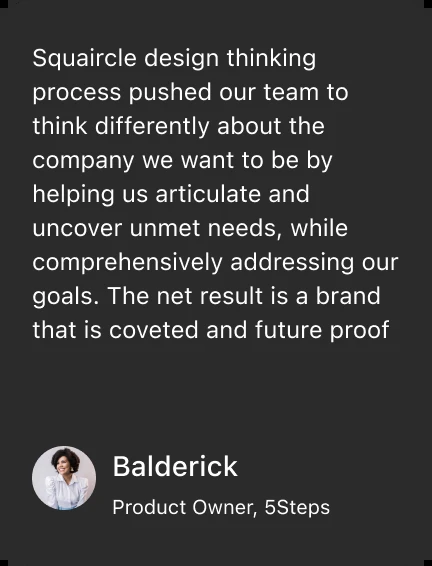 Squaircle design thinking
process pushed our team to
think differently about the
company we want to be by
helping us articulate and
uncover unmet needs, while
comprehensively addressing our
goals. The net result is a brand
that is coveted and future proof
Balderick
Product Owner, 5Steps